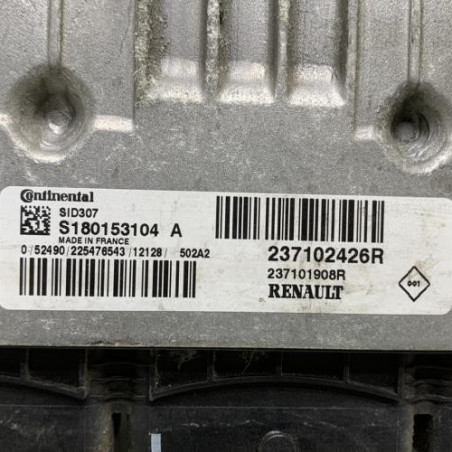 Continental
SID307
S180153104 A
MADE IN FRANCE
0/52490/225476543/12128/ 502A2
237102426R
237101908R
RENAULT
001